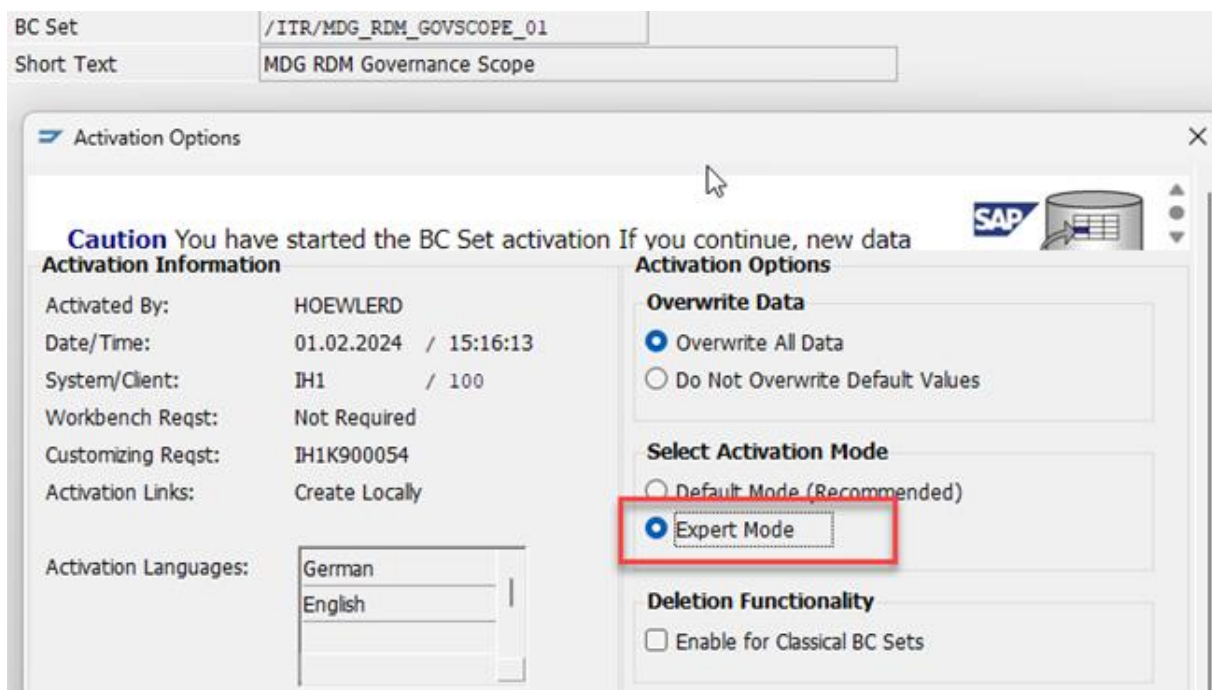 BC Set /ITR/MDG_RDM_GOVSCOPE_01
Short Text MDG RDM Governance Scope
Activation Options
Caution You have started the BC Set activation If you continue, new data
SAP
Activation Information
Activated By: HOEWLERD
Date/Time: 01.02.2024 / 15:16:13
System/Client: IH1 / 100
Workbench Reqst: Not Required
Customizing Reqst: IH1K900054
Activation Links: Create Locally
Activation Languages: German
English
Activation Options
Overwrite Data
Overwrite All Data
Do Not Overwrite Default Values
Select Activation Mode
Default Mode (Recommended)
Expert Mode
Deletion Functionality
Enable for Classical BC Sets